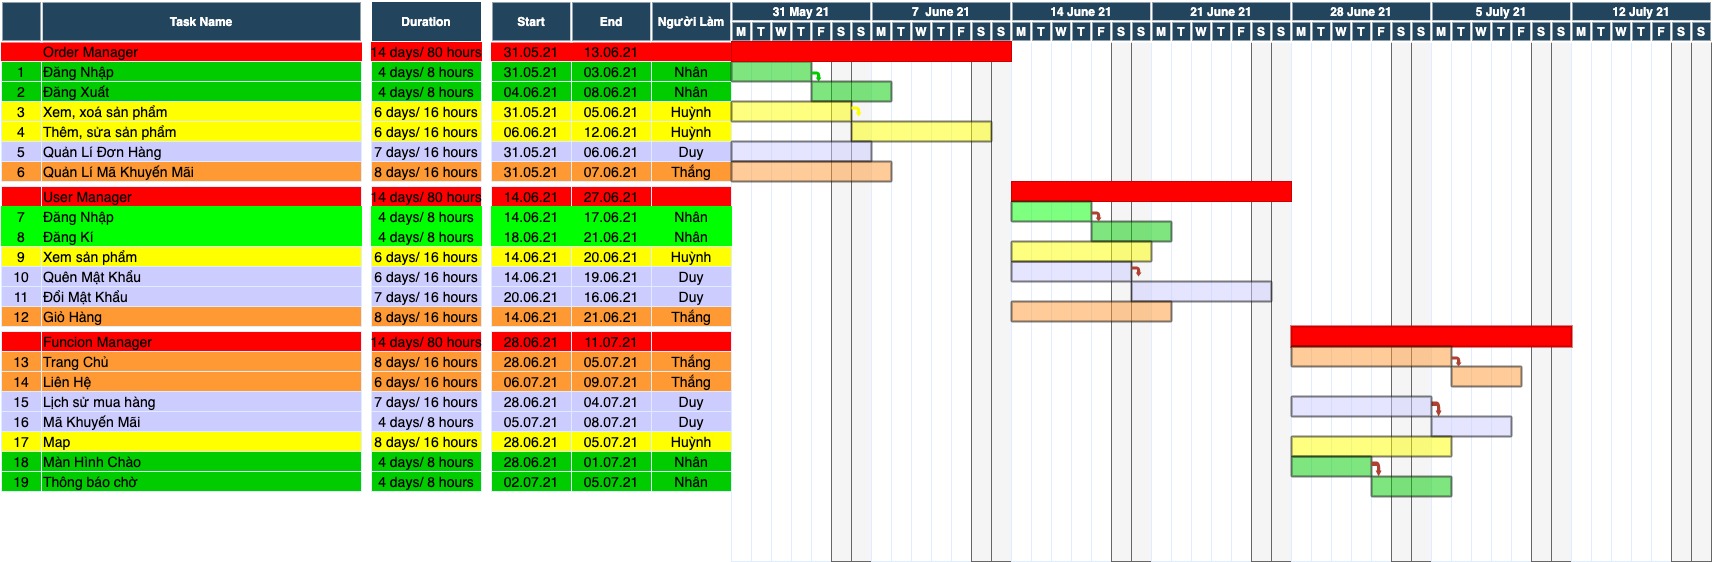 Task Name Duration Start End Người Làm 31 May 21 7 June 21 14 June 21 21 June 21 28 June 21 5 July 21 12 July 21
M T W T F S S M T W T F S S M T W T F S S M T W T F S S M T W T F S S M T W T F S S M T W T F S S
Order Manager 14 days/ 80 hours 31.05.21 13.06.21
1 Đăng Nhập 4 days/ 8 hours 31.05.21 03.06.21 Nhân
2 Đăng Xuất 4 days/ 8 hours 04.06.21 08.06.21 Nhân
3 Xem, xoá sản phẩm 6 days/ 16 hours 31.05.21 05.06.21 Huỳnh
4 Thêm, sửa sản phẩm 6 days/ 16 hours 06.06.21 12.06.21 Huỳnh
5 Quản Lí Đơn Hàng 7 days/ 16 hours 31.05.21 06.06.21 Duy
6 Quản Lí Mã Khuyến Mãi 8 days/ 16 hours 31.05.21 07.06.21 Thắng
User Manager 14 days/ 80 hours 14.06.21 27.06.21
7 Đăng Nhập 4 days/ 8 hours 14.06.21 17.06.21 Nhân
8 Đăng Kí 4 days/ 8 hours 18.06.21 21.06.21 Nhân
9 Xem sản phẩm 6 days/ 16 hours 14.06.21 20.06.21 Huỳnh
10 Quên Mật Khẩu 6 days/ 16 hours 14.06.21 19.06.21 Duy
11 Đổi Mật Khẩu 7 days/ 16 hours 20.06.21 16.06.21 Duy
12 Giỏ Hàng 8 days/ 16 hours 14.06.21 21.06.21 Thắng
Funcion Manager 14 days/ 80 hours 28.06.21 11.07.21
13 Trang Chủ 8 days/ 16 hours 28.06.21 05.07.21 Thắng
14 Liên Hệ 6 days/ 16 hours 06.07.21 09.07.21 Thắng
15 Lịch sử mua hàng 7 days/ 16 hours 28.06.21 04.07.21 Duy
16 Mã Khuyến Mãi 4 days/ 8 hours 05.07.21 08.07.21 Duy
17 Map 8 days/ 16 hours 28.06.21 05.07.21 Huỳnh
18 Màn Hình Chào 4 days/ 8 hours 28.06.21 01.07.21 Nhân
19 Thông báo chờ 4 days/ 8 hours 02.07.21 05.07.21 Nhân